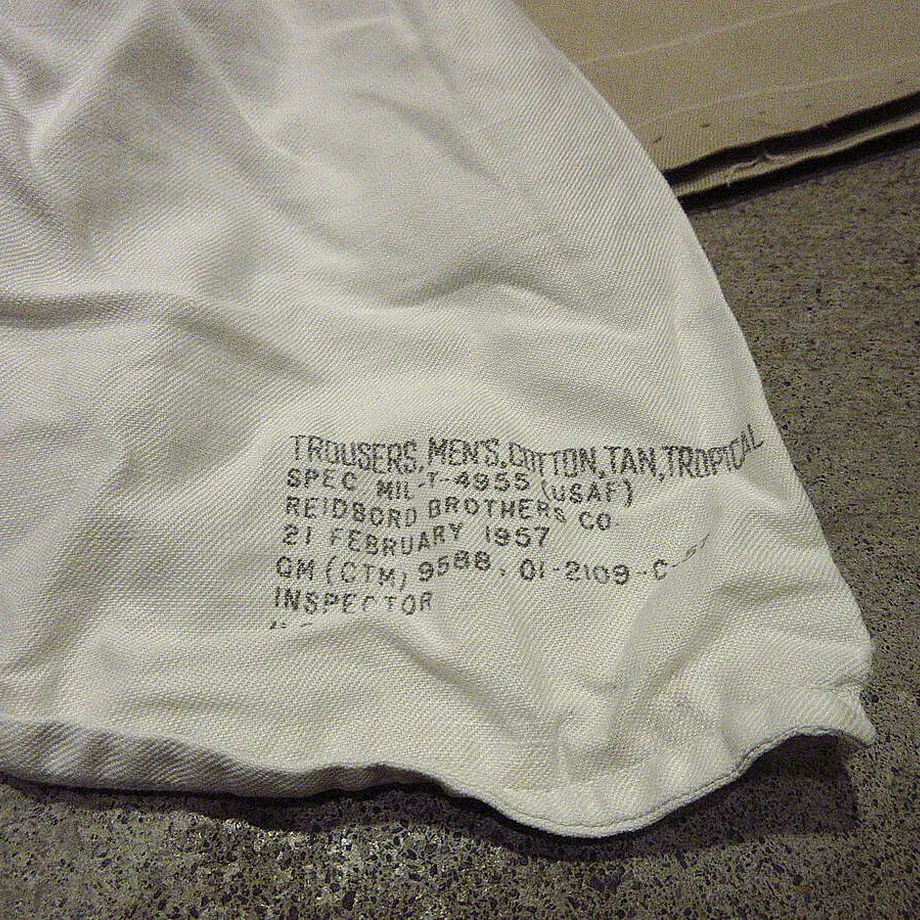 TROUSERS, MEN'S, COTTON, TAN, TROPICAL
SPEC MIL-T-4955 (USAF)
REIDBORD BROTHERS CO.
21 FEBRUARY 1957
QM (CTM) 9588, 01-2109-C-57
INSPECTOR